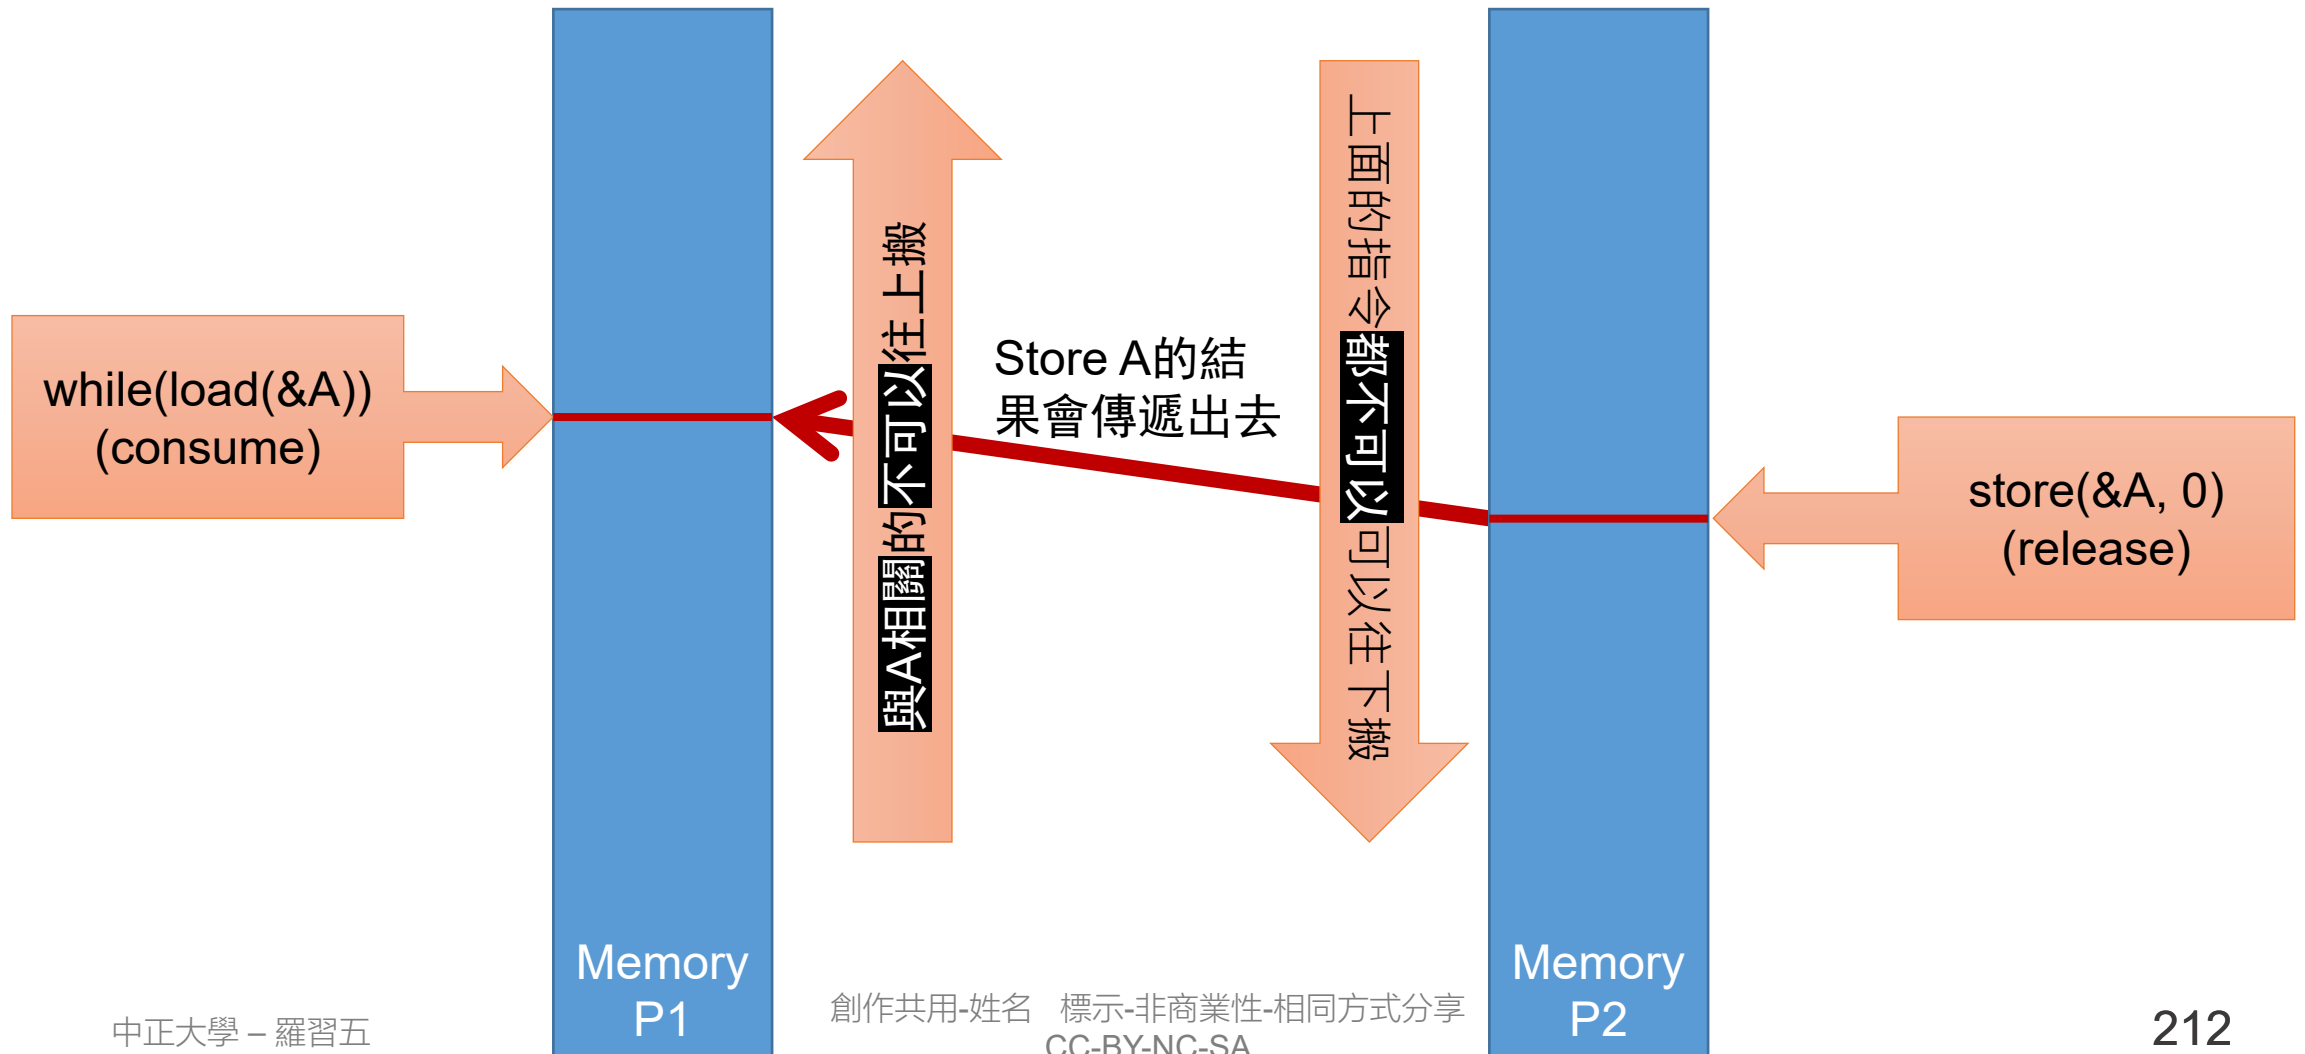 while(load(&A))
(consume)
與A相關的不可以往上搬
Store A的結
果會傳遞出去
上面的指令都不可以可以往下搬
store(&A, 0)
(release)
Memory
P1
Memory
P2
中正大學 – 羅習五
創作共用-姓名 標示-非商業性-相同方式分享
CC-BY-NC-SA
212